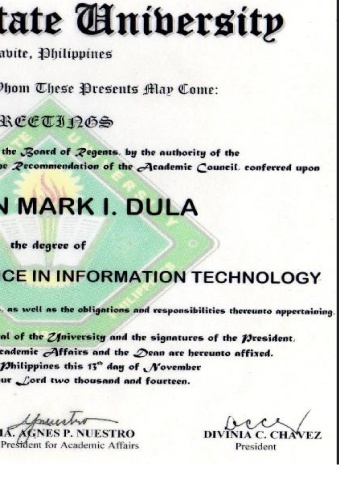 tate University
avite, Philippines
Whom These Presents May Come:
REETINGS
the Board of Regents, by the authority of the
Recommendation of the Academic Council, conferred upon
N MARK I. DULA
the degree of
CE IN INFORMATION TECHNOLOGY
, as well as the obligations and responsibilities thereunto appertaining.
al of the University and the signatures of the President,
cademic Affairs and the Dean are hereunto affixed.
Philippines this 13th day of November
ur Lord two thousand and fourteen.
MA. AGNES P. NUESTRO
President for Academic Affairs
DIVINIA C. CHAVEZ
President